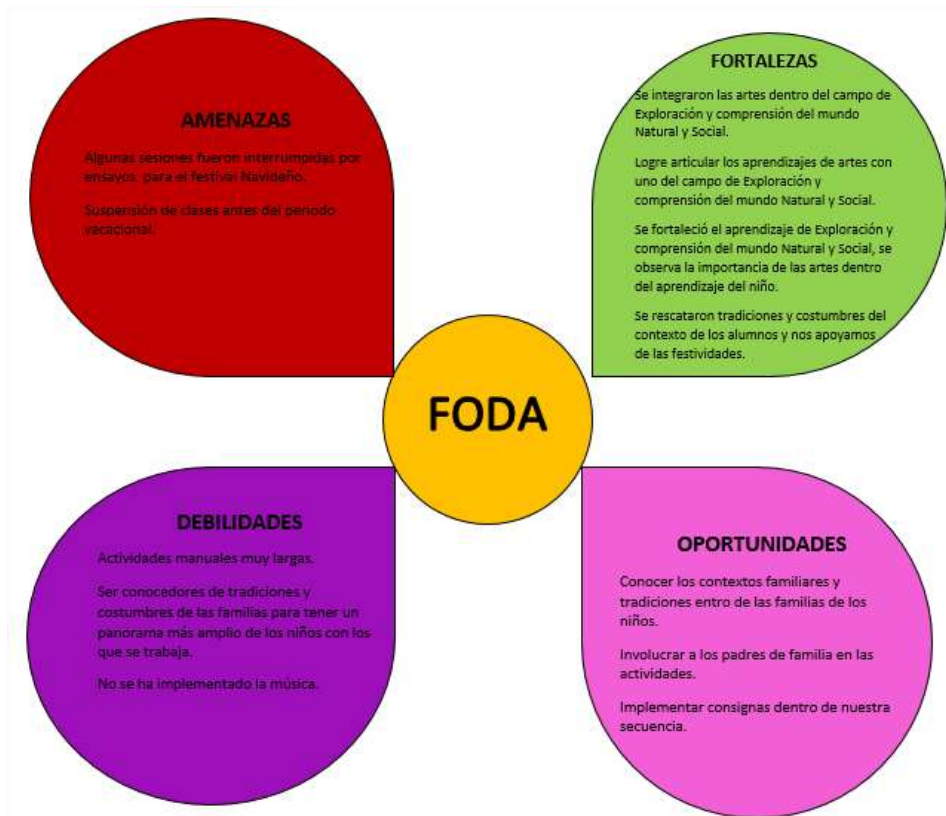 AMENAZAS
Algunas sesiones fueron interrumpidas por
ensayos para el festival Navideño.
Suspensión de clases antes del periodo
vacacional.
FORTALEZAS
Se integraron las artes dentro del campo de
Exploración y comprensión del mundo
Natural y Social.
Logre articular los aprendizajes de artes con
uno del campo de Exploración y
comprensión del mundo Natural y Social.
Se fortaleció el aprendizaje de Exploración y
comprensión del mundo Natural y Social, se
observa la importancia de las artes dentro
del aprendizaje del niño.
Se rescataron tradiciones y costumbres del
contexto de los alumnos y nos apoyamos
de las festividades.
FODA
DEBILIDADES
Actividades manuales muy largas.
Ser conocedores de tradiciones y
costumbres de las familias para tener un
panorama más amplio de los niños con los
que se trabaja.
No se ha implementado la música.
OPORTUNIDADES
Conocer los contextos familiares y
tradiciones entro de las familias de los
niños.
Involucrar a los padres de familia en las
actividades.
Implementar consignas dentro de nuestra
secuencia.